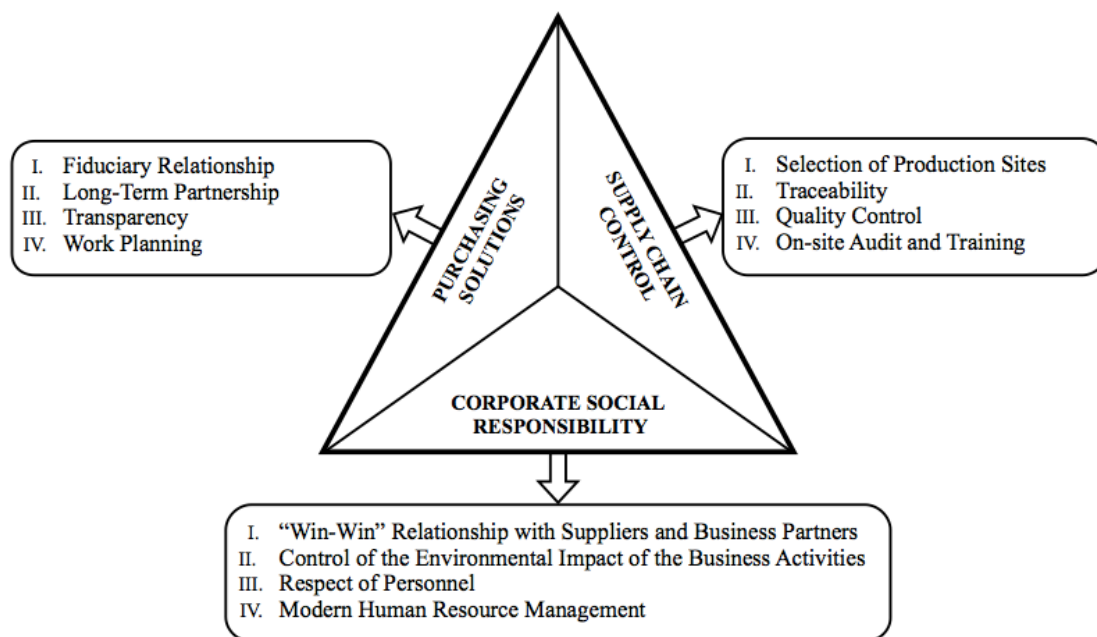 I. Fiduciary Relationship
II. Long-Term Partnership
III. Transparency
IV. Work Planning
PURCHASING
SOLUTIONS
SUPPLY CHAIN
CONTROL
I. Selection of Production Sites
II. Traceability
III. Quality Control
IV. On-site Audit and Training
CORPORATE SOCIAL
RESPONSIBILITY
I. “Win-Win” Relationship with Suppliers and Business Partners
II. Control of the Environmental Impact of the Business Activities
III. Respect of Personnel
IV. Modern Human Resource Management